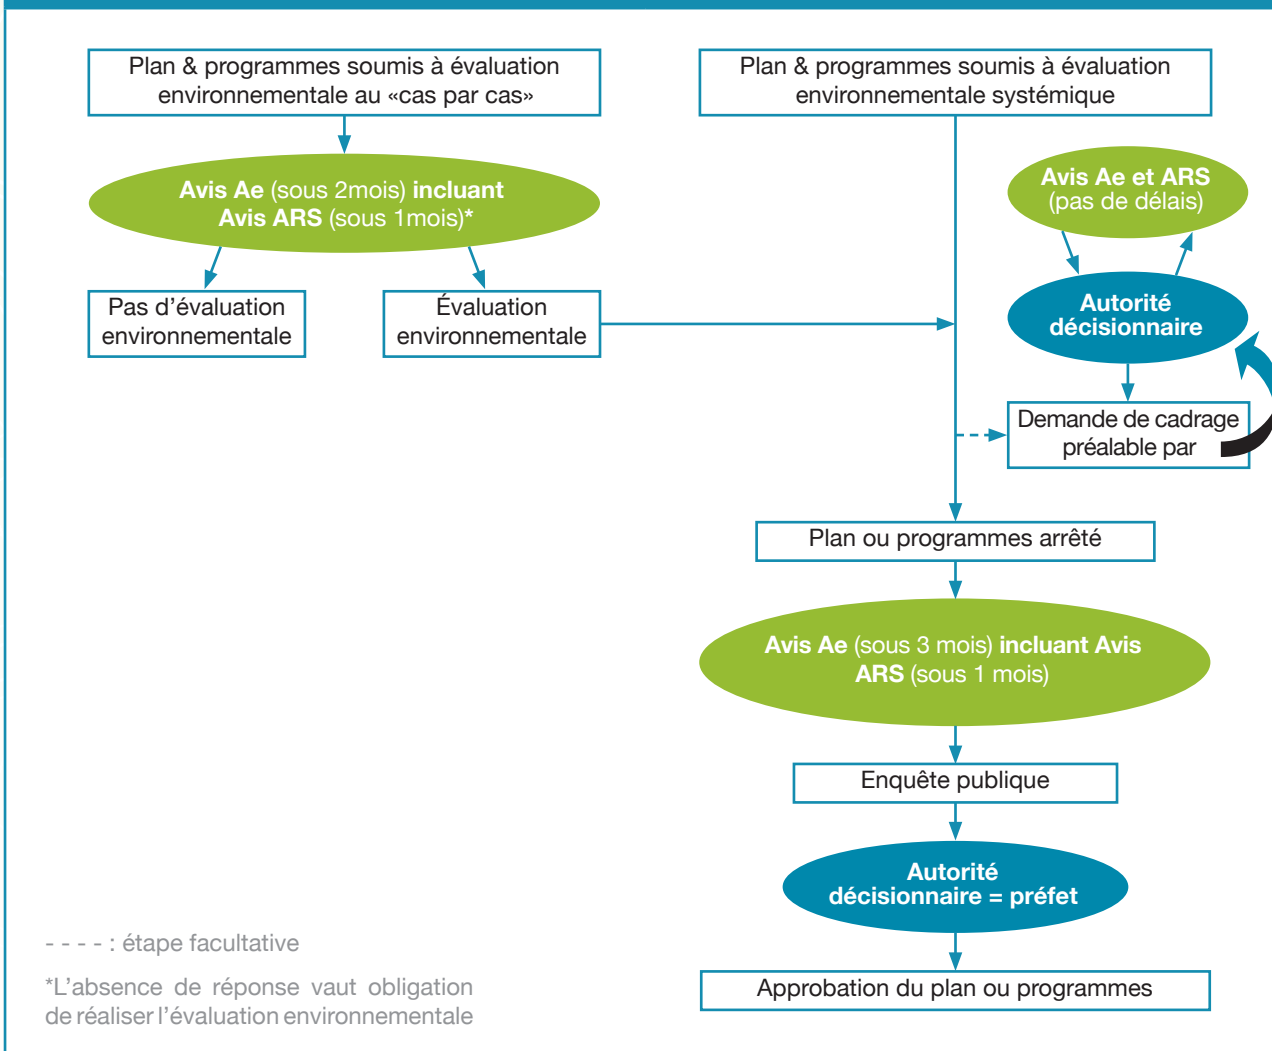 Plan & programmes soumis à évaluation
environnementale au «cas par cas»
Avis Ae (sous 2mois) incluant
Avis ARS (sous 1mois)*
Pas d’évaluation
environnementale
Évaluation
environnementale
Plan & programmes soumis à évaluation
environnementale systémique
Avis Ae et ARS
(pas de délais)
Autorité
décisionnaire
Demande de cadrage
préalable par
Plan ou programmes arrêté
Avis Ae (sous 3 mois) incluant Avis
ARS (sous 1 mois)
Enquête publique
Autorité
décisionnaire = préfet
Approbation du plan ou programmes
- - - - : étape facultative
*L’absence de réponse vaut obligation
de réaliser l’évaluation environnementale